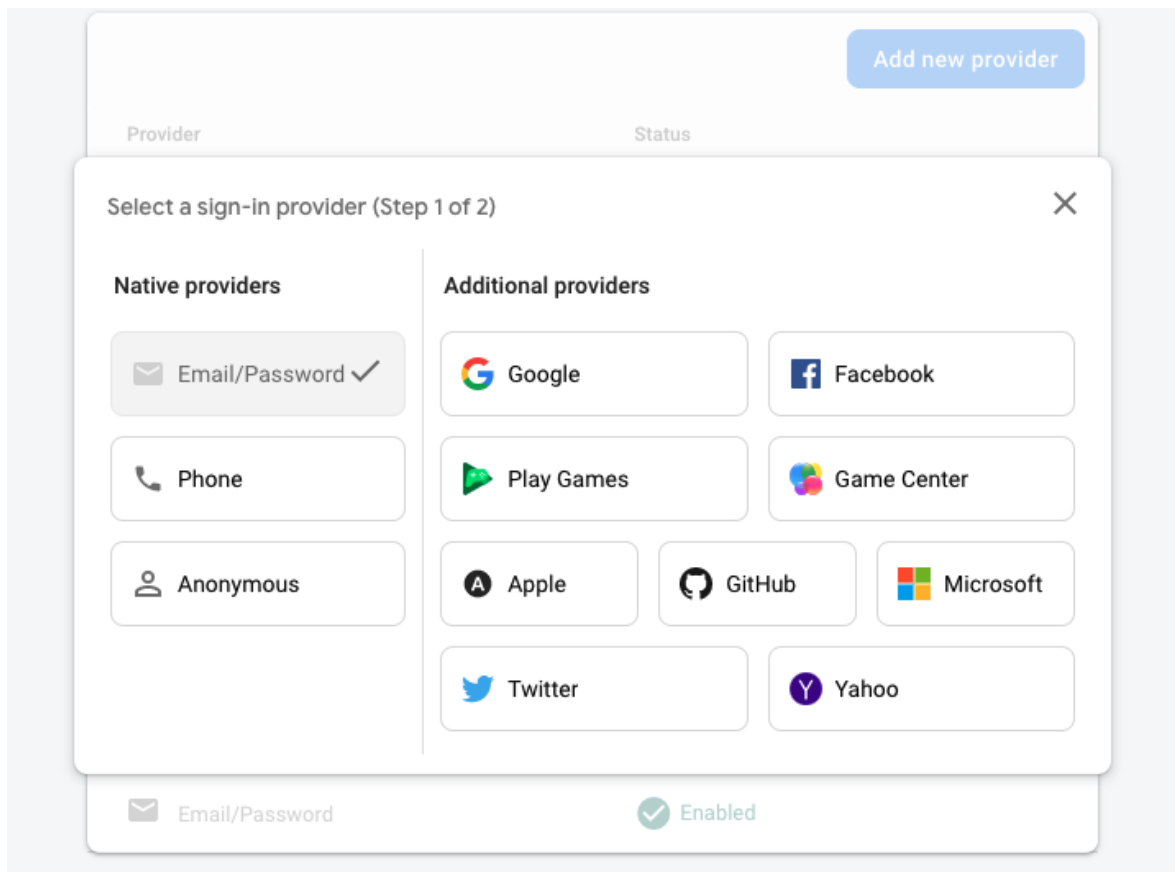 Add new provider
Provider Status
Select a sign-in provider (Step 1 of 2)
Native providers
Additional providers
Email/Password
Google
Facebook
Phone
Play Games
Game Center
Anonymous
Apple
GitHub
Microsoft
Twitter
Yahoo
Email/Password Enabled